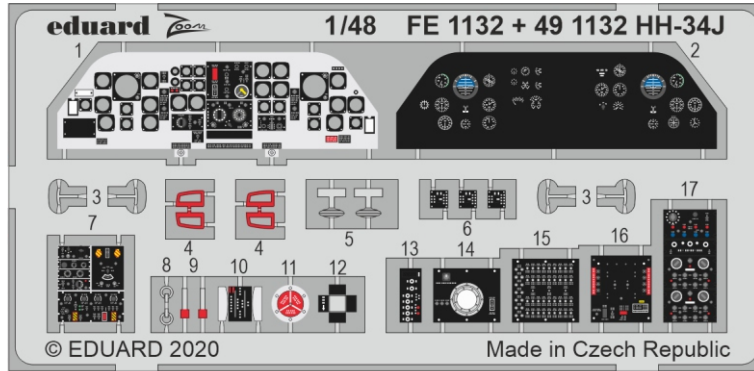 eduard Zoom 1/48 FE 1132 + 49 1132 HH-34J
1 2
3 3 17
7 4 4 5 6
8 9 10 11 12 13 14 15 16
© EDUARD 2020 Made in Czech Republic